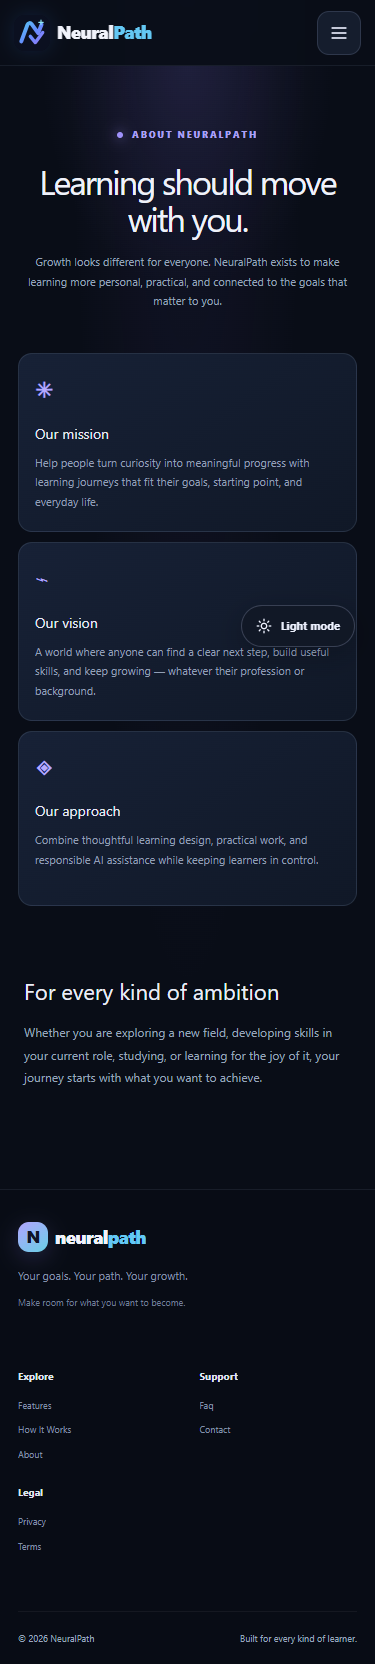 NeuralPath
ABOUT NEURALPATH
Learning should move
with you.
Growth looks different for everyone. NeuralPath exists to make
learning more personal, practical, and connected to the goals that
matter to you.
Our mission
Help people turn curiosity into meaningful progress with
learning journeys that fit their goals, starting point, and
everyday life.
Our vision
Light mode
A world where anyone can find a clear next step, build useful
skills, and keep growing — whatever their profession or
background.
Our approach
Combine thoughtful learning design, practical work, and
responsible AI assistance while keeping learners in control.
For every kind of ambition
Whether you are exploring a new field, developing skills in
your current role, studying, or learning for the joy of it, your
journey starts with what you want to achieve.
N neuralpath
Your goals. Your path. Your growth.
Make room for what you want to become.
Explore
Features
How It Works
About
Support
Faq
Contact
Legal
Privacy
Terms
© 2026 NeuralPath
Built for every kind of learner.